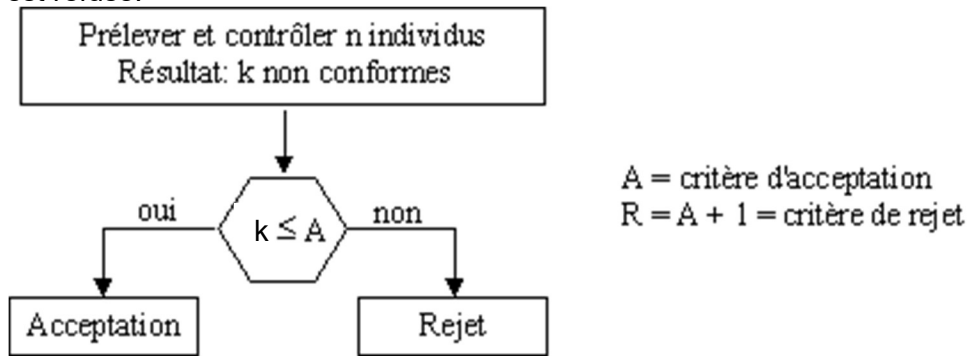 Prélever et contrôler n individus
Résultat: k non conformes
A = critère d'acceptation
R = A + 1 = critère de rejet
oui
k ≤ A
non
Acceptation
Rejet